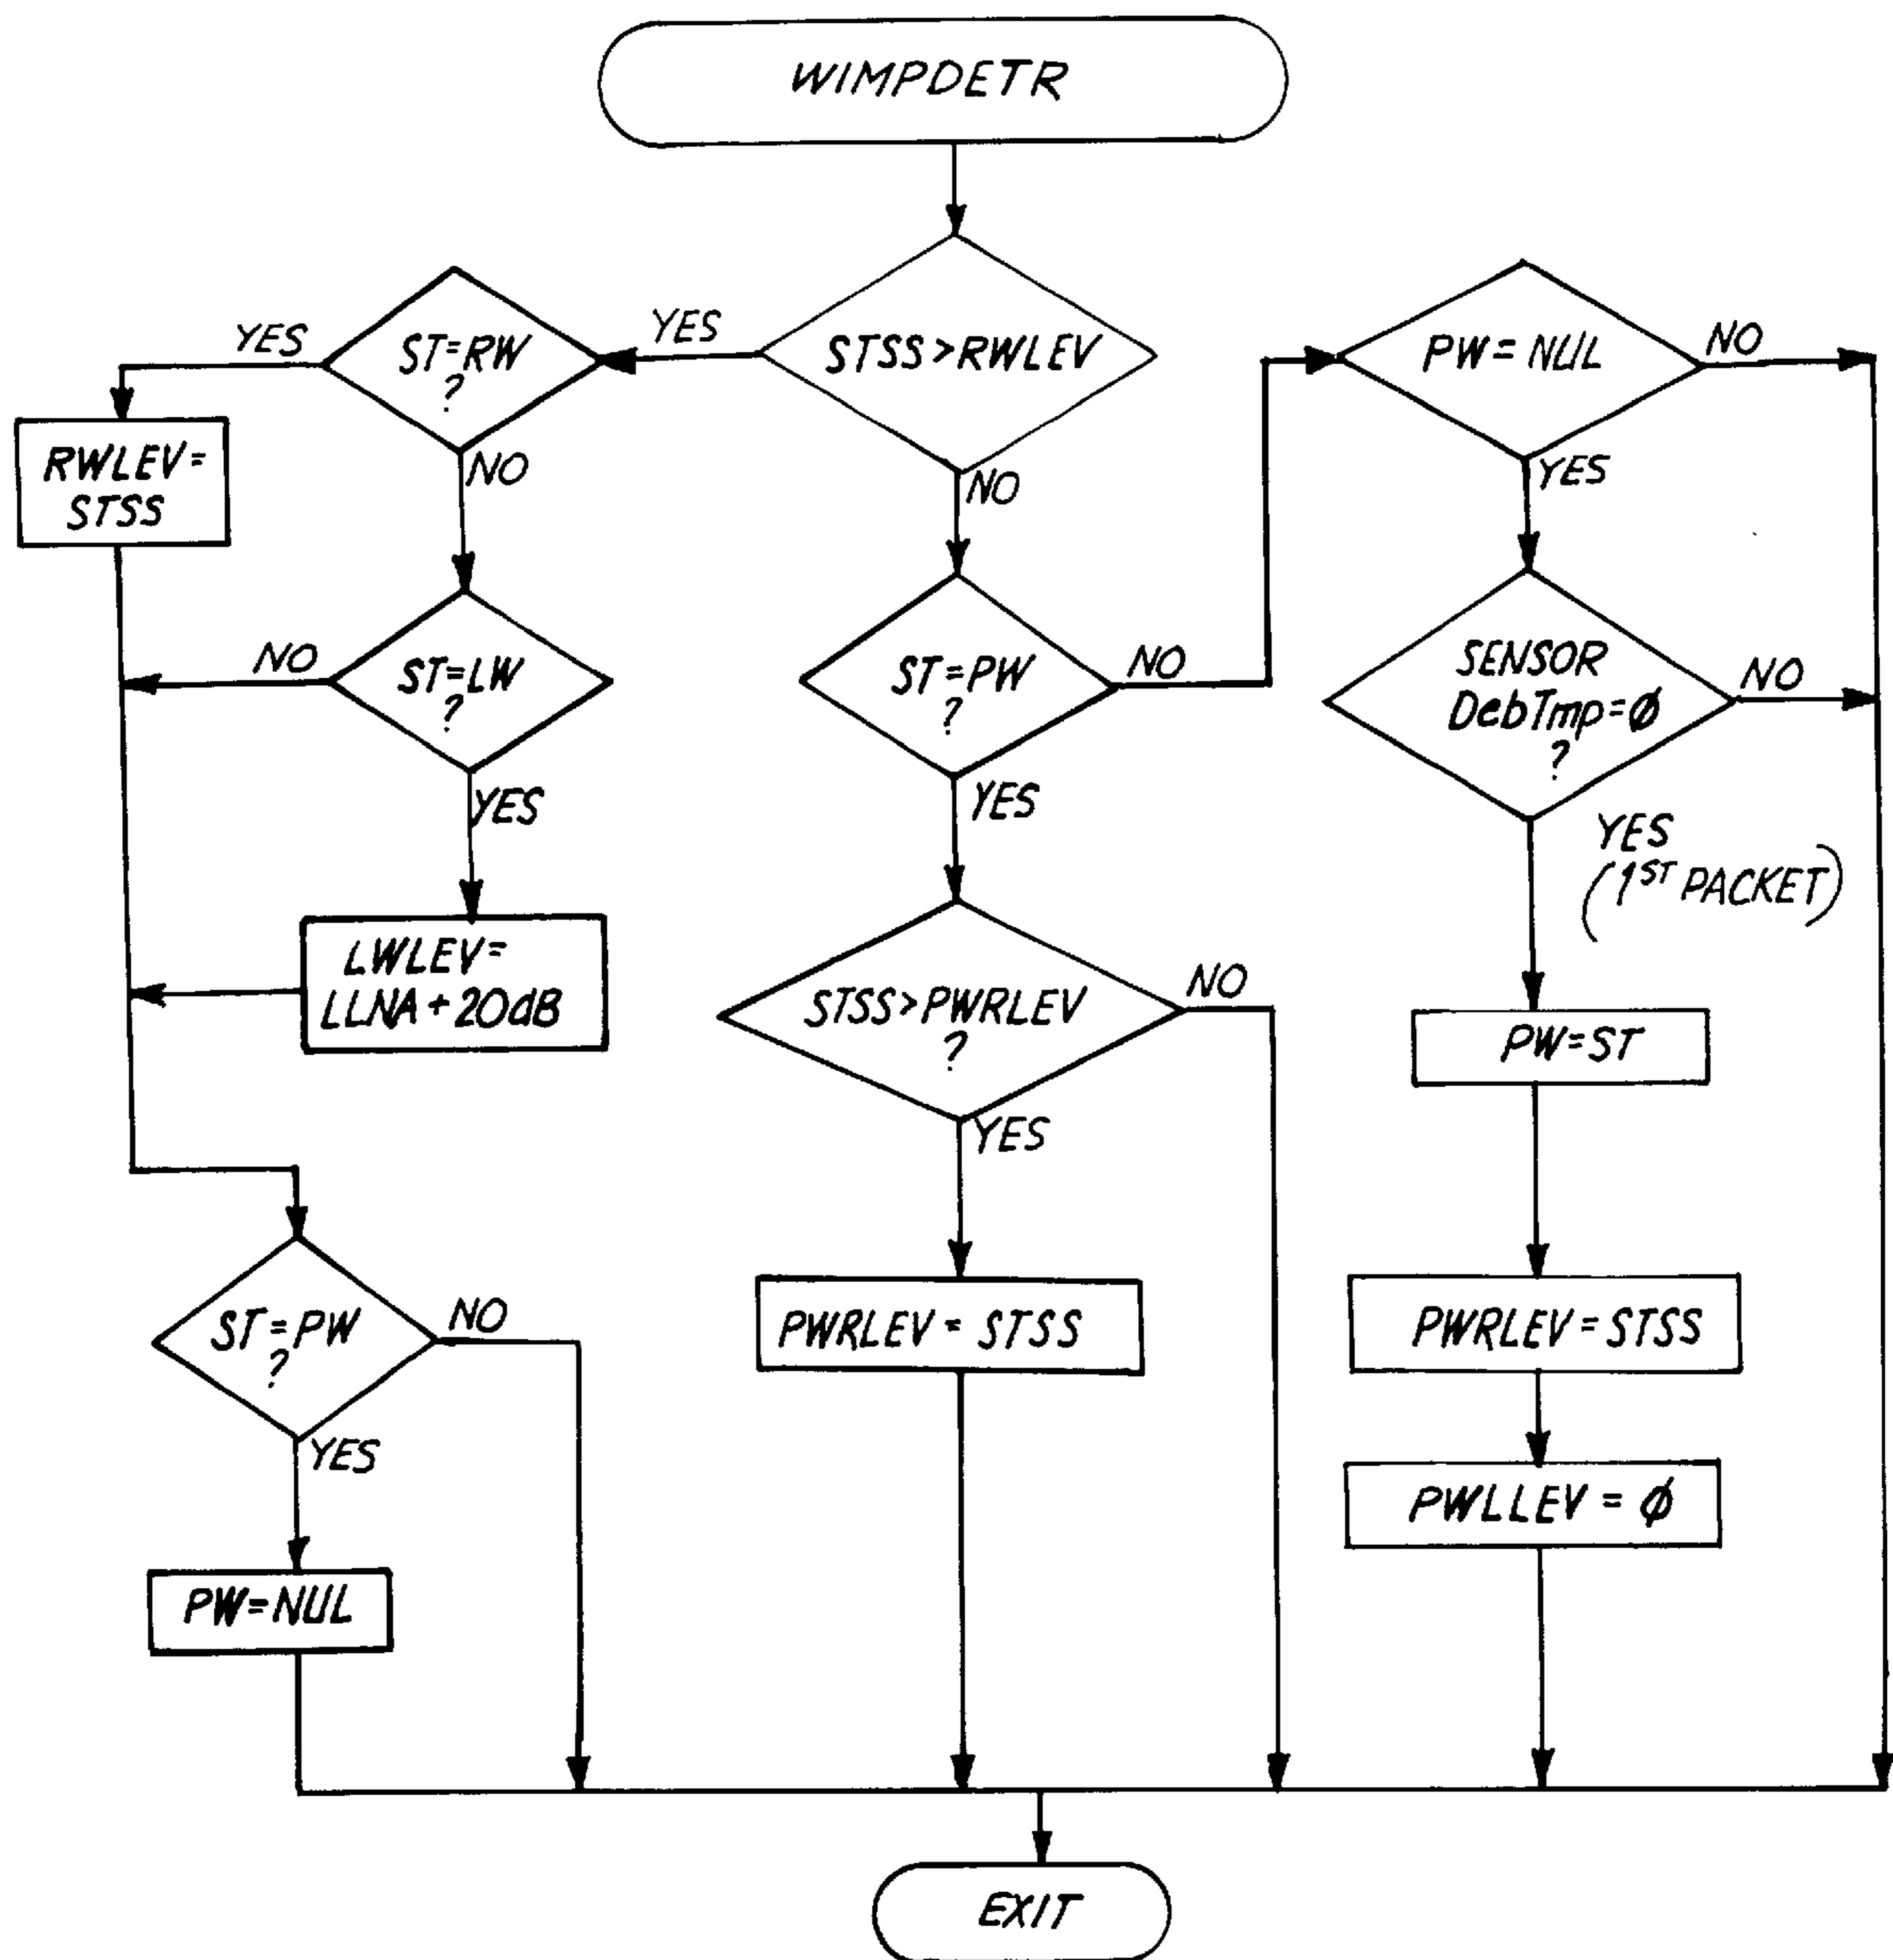 WIMPDETR
STSS>RWLEV
YES
NO
ST=RW
?
YES
NO
RWLEV=
STSS
ST=LW
?
NO
YES
LWLEV=
LLNA+20dB
ST=PW
?
NO
YES
PW=NUL
ST=PW
?
NO
YES
STSS>PWRLEV
?
NO
YES
PWRLEV=STSS
PW=NUL
NO
YES
SENSOR
DebTmp=Ø
?
NO
YES
(1ST PACKET)
PW=ST
PWRLEV=STSS
PWLLEV=Ø
EXIT